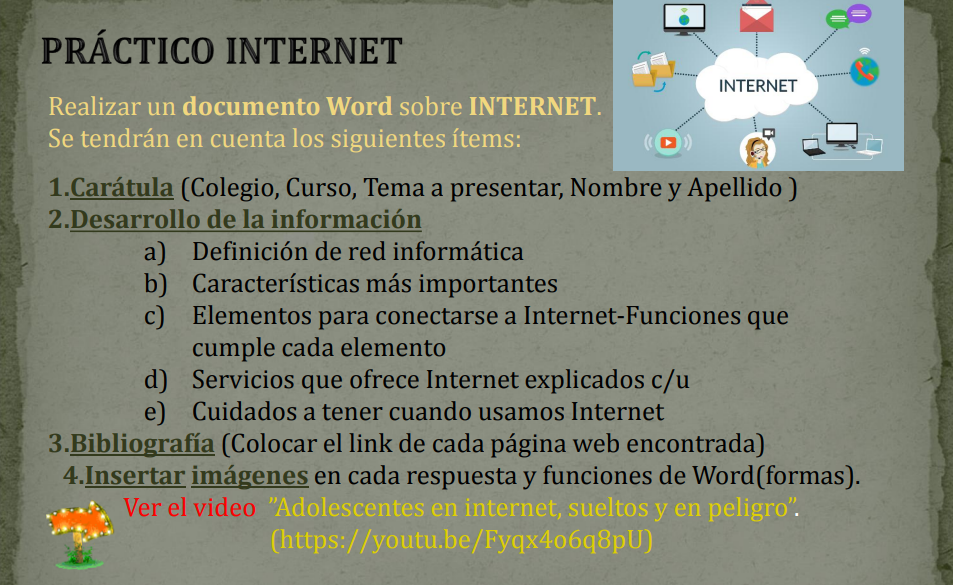 PRÁCTICO INTERNET
INTERNET
Realizar un documento Word sobre INTERNET.
Se tendrán en cuenta los siguientes ítems:
1.Carátula (Colegio, Curso, Tema a presentar, Nombre y Apellido )
2.Desarrollo de la información
a) Definición de red informática
b) Características más importantes
c) Elementos para conectarse a Internet-Funciones que
cumple cada elemento
d) Servicios que ofrece Internet explicados c/u
e) Cuidados a tener cuando usamos Internet
3.Bibliografía (Colocar el link de cada página web encontrada)
4.Insertar imágenes en cada respuesta y funciones de Word(formas).
Ver el video ”Adolescentes en internet, sueltos y en peligro”.
(https://youtu.be/Fyqx4o6q8pU)